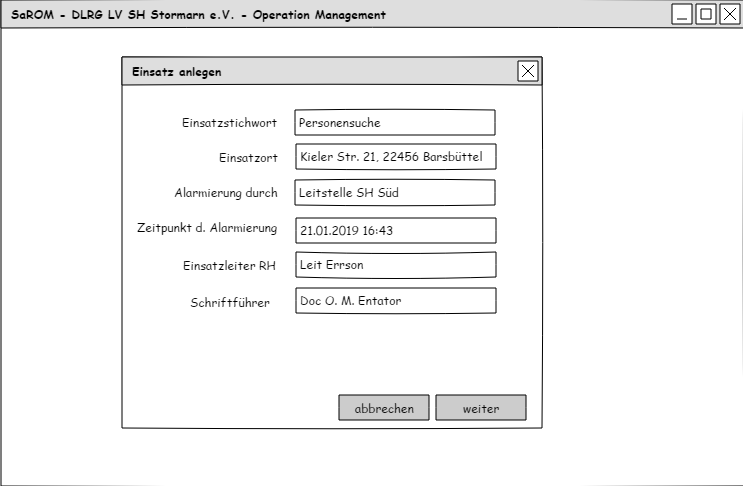 SaROM - DLRG LV SH Stormarn e.V. - Operation Management
Einsatz anlegen
Einsatzstichwort Personensuche
Einsatzort Kieler Str. 21, 22456 Barsbüttel
Alarmierung durch Leitstelle SH Süd
Zeitpunkt d. Alarmierung 21.01.2019 16:43
Einsatzleiter RH Leit Errson
Schriftführer Doc O. M. Entator
abbrechen weiter